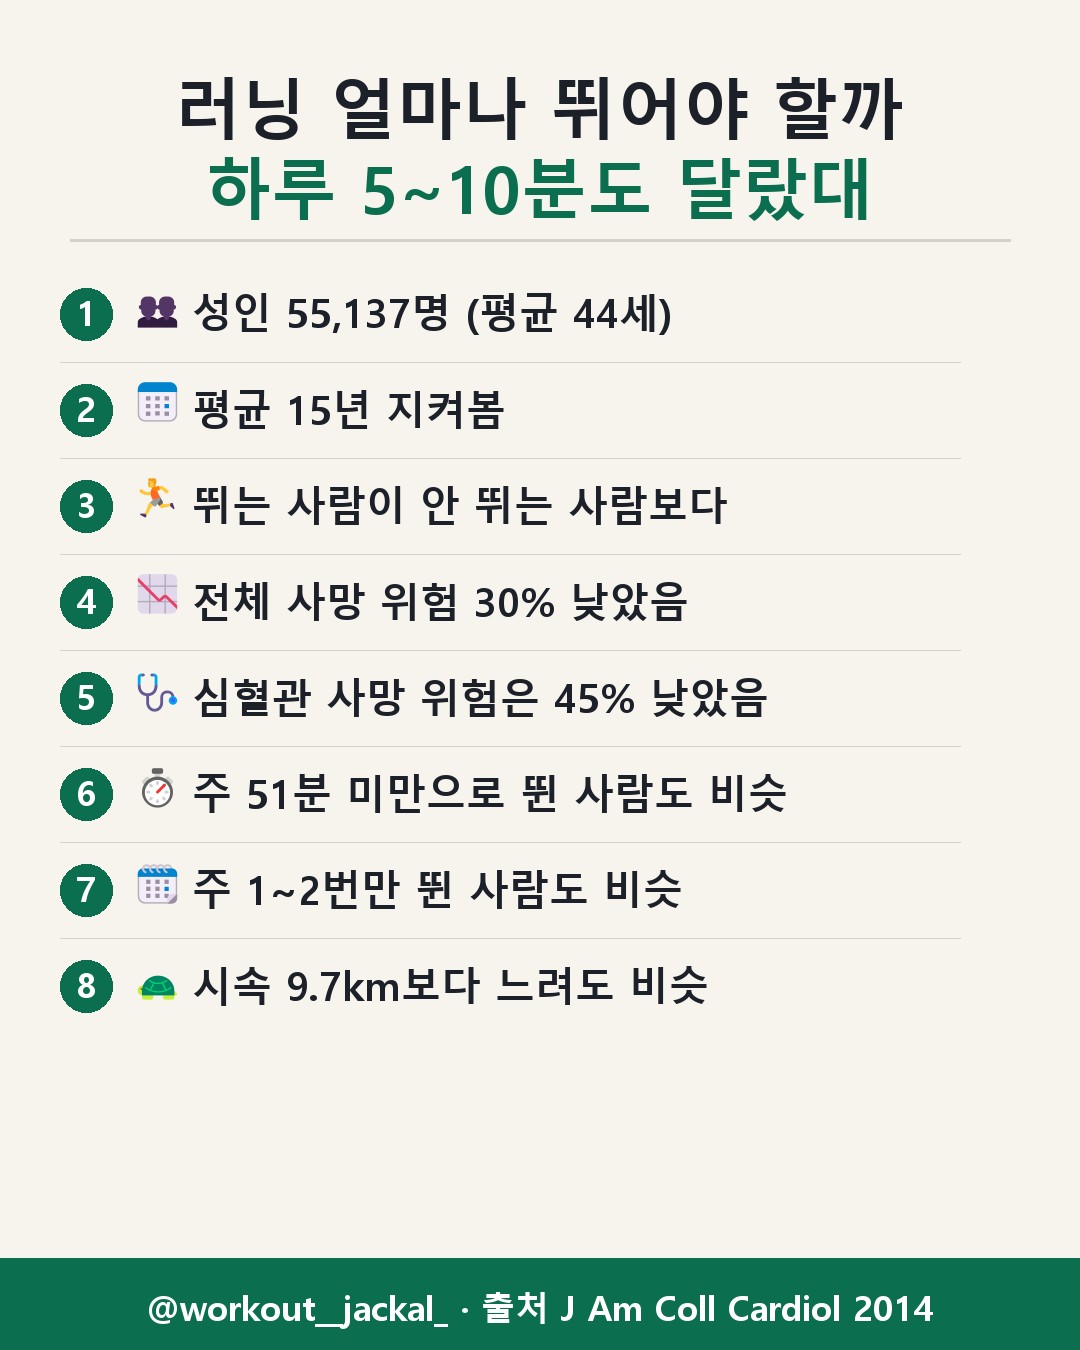 러닝 얼마나 뛰어야 할까
하루 5~10분도 달랐대
1 성인 55,137명 (평균 44세)
2 평균 15년 지켜봄
3 뛰는 사람이 안 뛰는 사람보다
4 전체 사망 위험 30% 낮았음
5 심혈관 사망 위험은 45% 낮았음
6 주 51분 미만으로 뛴 사람도 비슷
7 주 1~2번만 뛴 사람도 비슷
8 시속 9.7km보다 느려도 비슷
@workout__jackal_ · 출처 J Am Coll Cardiol 2014